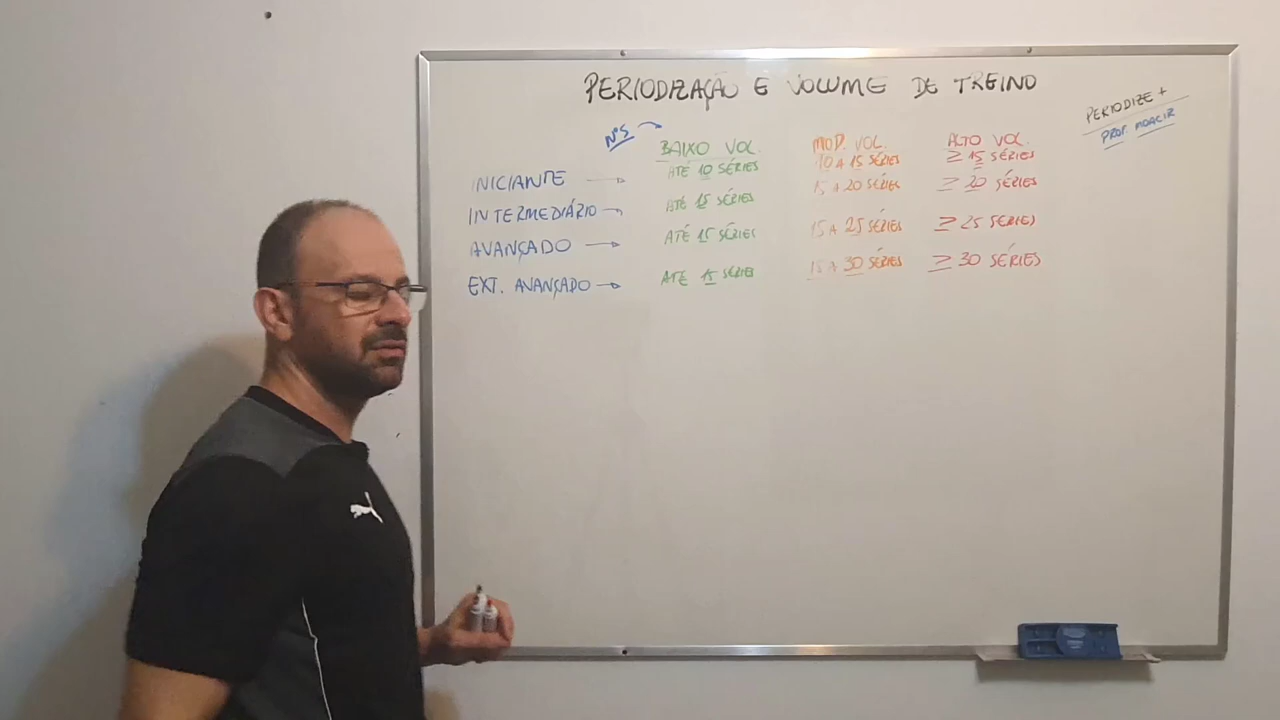 PERIODIZAÇÃO E VOLUME DE TREINO
PERIODIZE +
PROF. MOACIR
NºS
BAIXO VOL. MOD. VOL. ALTO VOL.
INICIANTE ATÉ 10 SÉRIES 10 A 15 SÉRIES ≥ 15 SÉRIES
INTERMEDIÁRIO ATÉ 15 SÉRIES 15 A 20 SÉRIES ≥ 20 SÉRIES
AVANÇADO ATÉ 15 SÉRIES 15 A 25 SÉRIES ≥ 25 SÉRIES
EXT. AVANÇADO ATÉ 15 SÉRIES 15 A 30 SÉRIES ≥ 30 SÉRIES